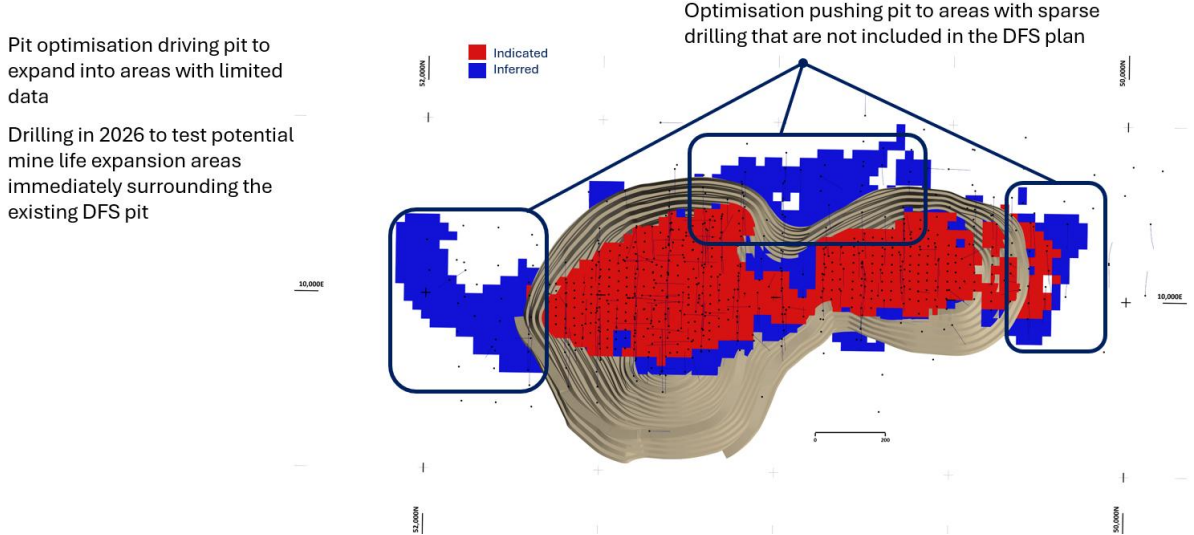 Optimisation pushing pit to areas with sparse
drilling that are not included in the DFS plan
Pit optimisation driving pit to
expand into areas with limited
data
Drilling in 2026 to test potential
mine life expansion areas
immediately surrounding the
existing DFS pit
Indicated
Inferred
52,000N
50,000N
10,000E
10,000E
0 200
52,000N
50,000N